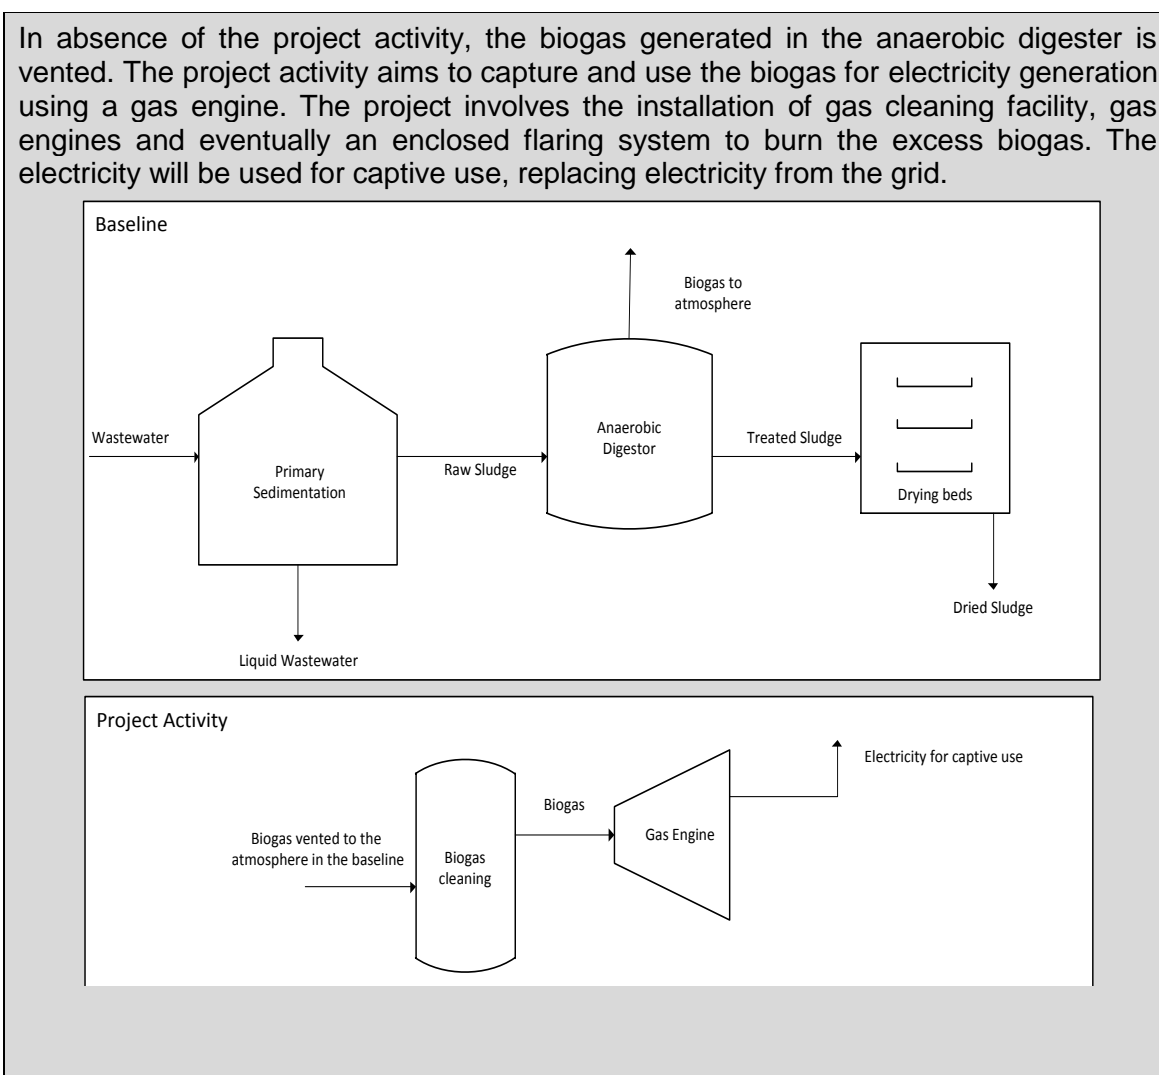 In absence of the project activity, the biogas generated in the anaerobic digester is
vented. The project activity aims to capture and use the biogas for electricity generation
using a gas engine. The project involves the installation of gas cleaning facility, gas
engines and eventually an enclosed flaring system to burn the excess biogas. The
electricity will be used for captive use, replacing electricity from the grid.
Baseline
Biogas to
atmosphere
Wastewater
Primary
Sedimentation
Raw Sludge
Anaerobic
Digestor
Treated Sludge
Drying beds
Dried Sludge
Liquid Wastewater
Project Activity
Electricity for captive use
Biogas
Gas Engine
Biogas vented to the
atmosphere in the baseline
Biogas
cleaning